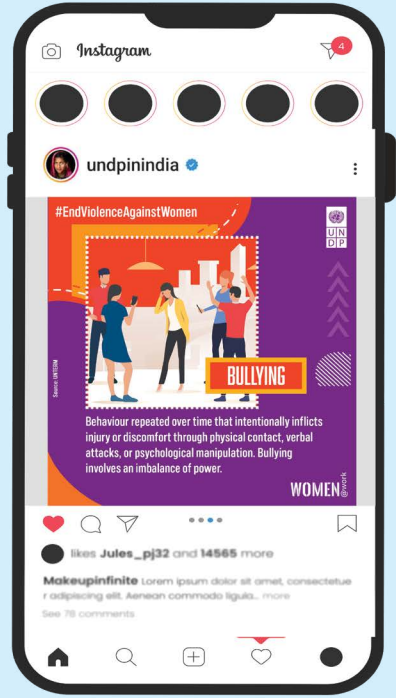 Instagram
4
undpinindia
#EndViolenceAgainstWomen
U N
D P
Source: UNTERM
BULLYING
Behaviour repeated over time that intentionally inflicts
injury or discomfort through physical contact, verbal
attacks, or psychological manipulation. Bullying
involves an imbalance of power.
WOMEN@work
likes Jules_pj32 and 14565 more
Makeupinfinite Lorem ipsum dolor sit amet, consectetue
r adipiscing elit. Aenean commodo ligula... more
See 78 comments